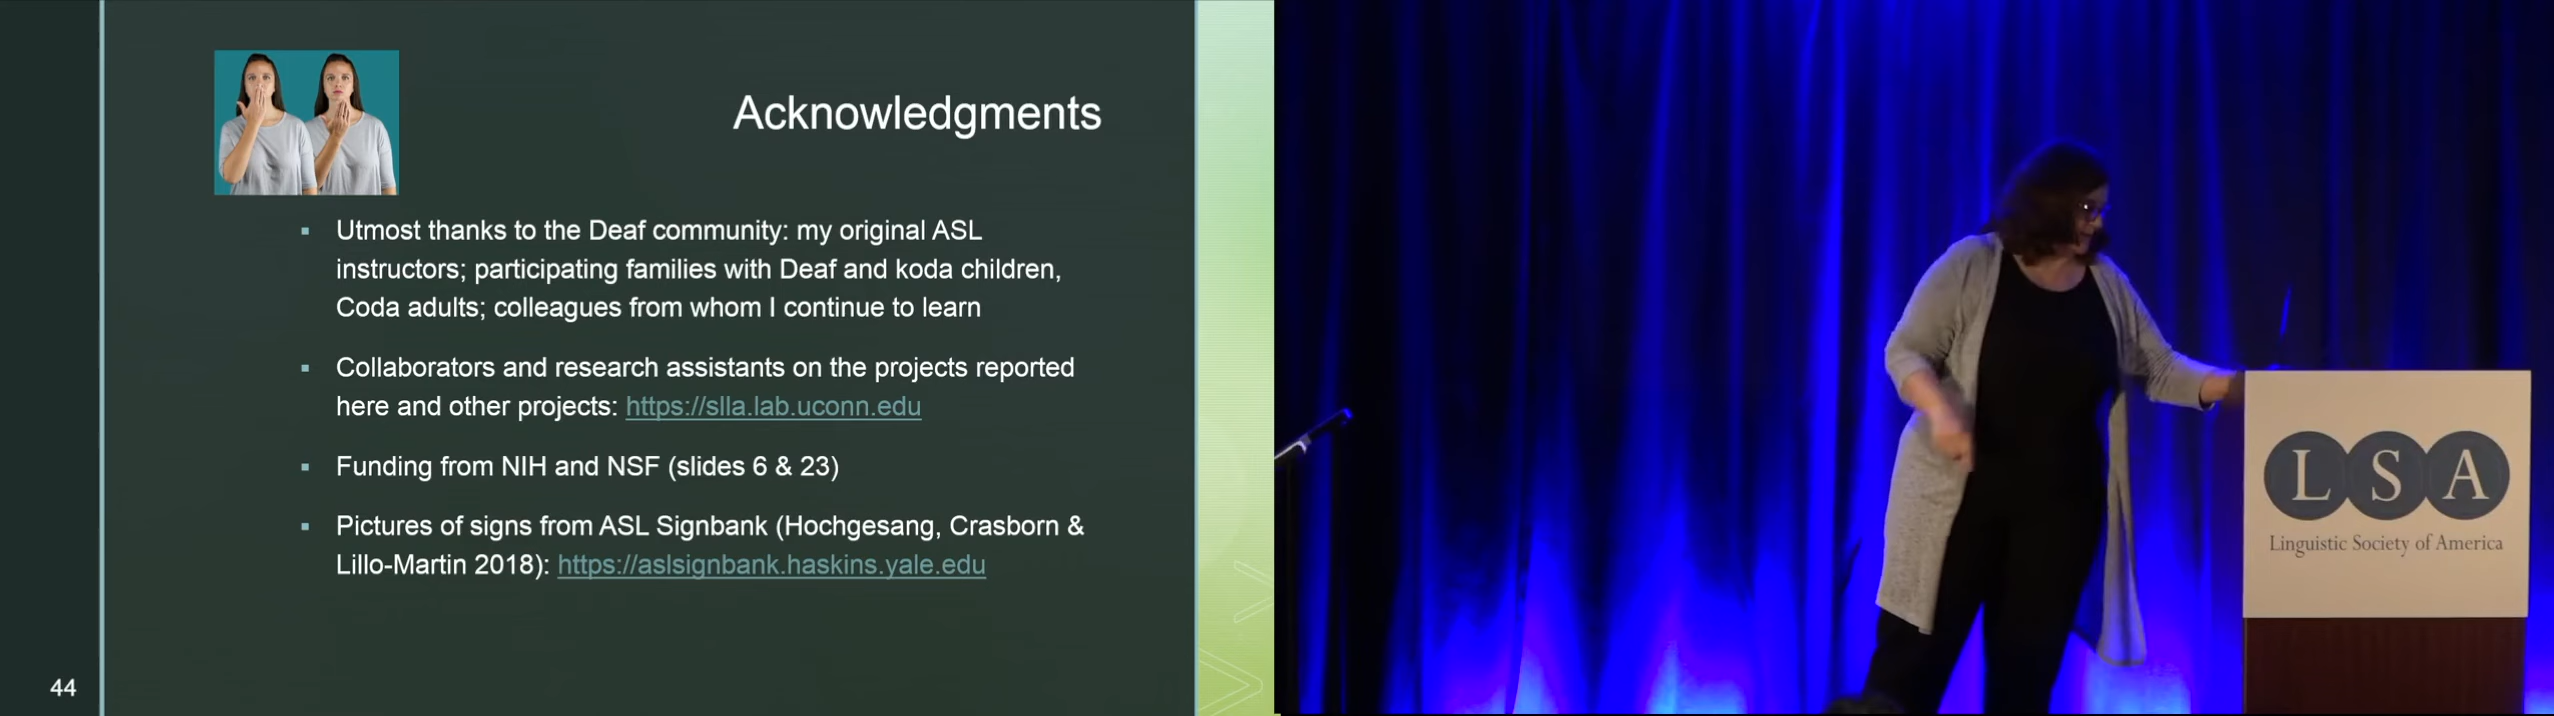 Acknowledgments
Utmost thanks to the Deaf community: my original ASL
instructors; participating families with Deaf and koda children,
Coda adults; colleagues from whom I continue to learn
Collaborators and research assistants on the projects reported
here and other projects: https://slla.lab.uconn.edu
Funding from NIH and NSF (slides 6 & 23)
Pictures of signs from ASL Signbank (Hochgesang, Crasborn &
Lillo-Martin 2018): https://aslsignbank.haskins.yale.edu
44
LSA
Linguistic Society of America